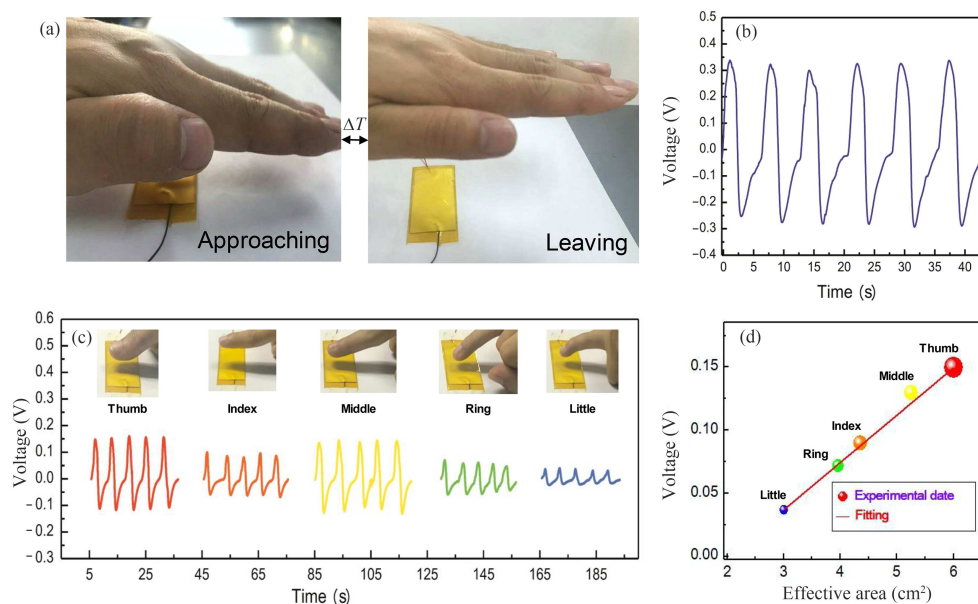 (a)
Approaching
ΔT
Leaving
(b)
Voltage (V)
0.4
0.3
0.2
0.1
0.0
−0.1
−0.2
−0.3
−0.4
0 5 10 15 20 25 30 35 40
Time (s)
(c)
Voltage (V)
0.6
0.5
0.4
0.3
0.2
0.1
0.0
−0.1
−0.2
−0.3
Thumb Index Middle Ring Little
5 25 45 65 85 105 125 145 165 185
Time (s)
(d)
Voltage (V)
0.15
0.10
0.05
0.00
Thumb
Middle
Index
Ring
Little
Experimental date
Fitting
2 3 4 5 6
Effective area (cm²)